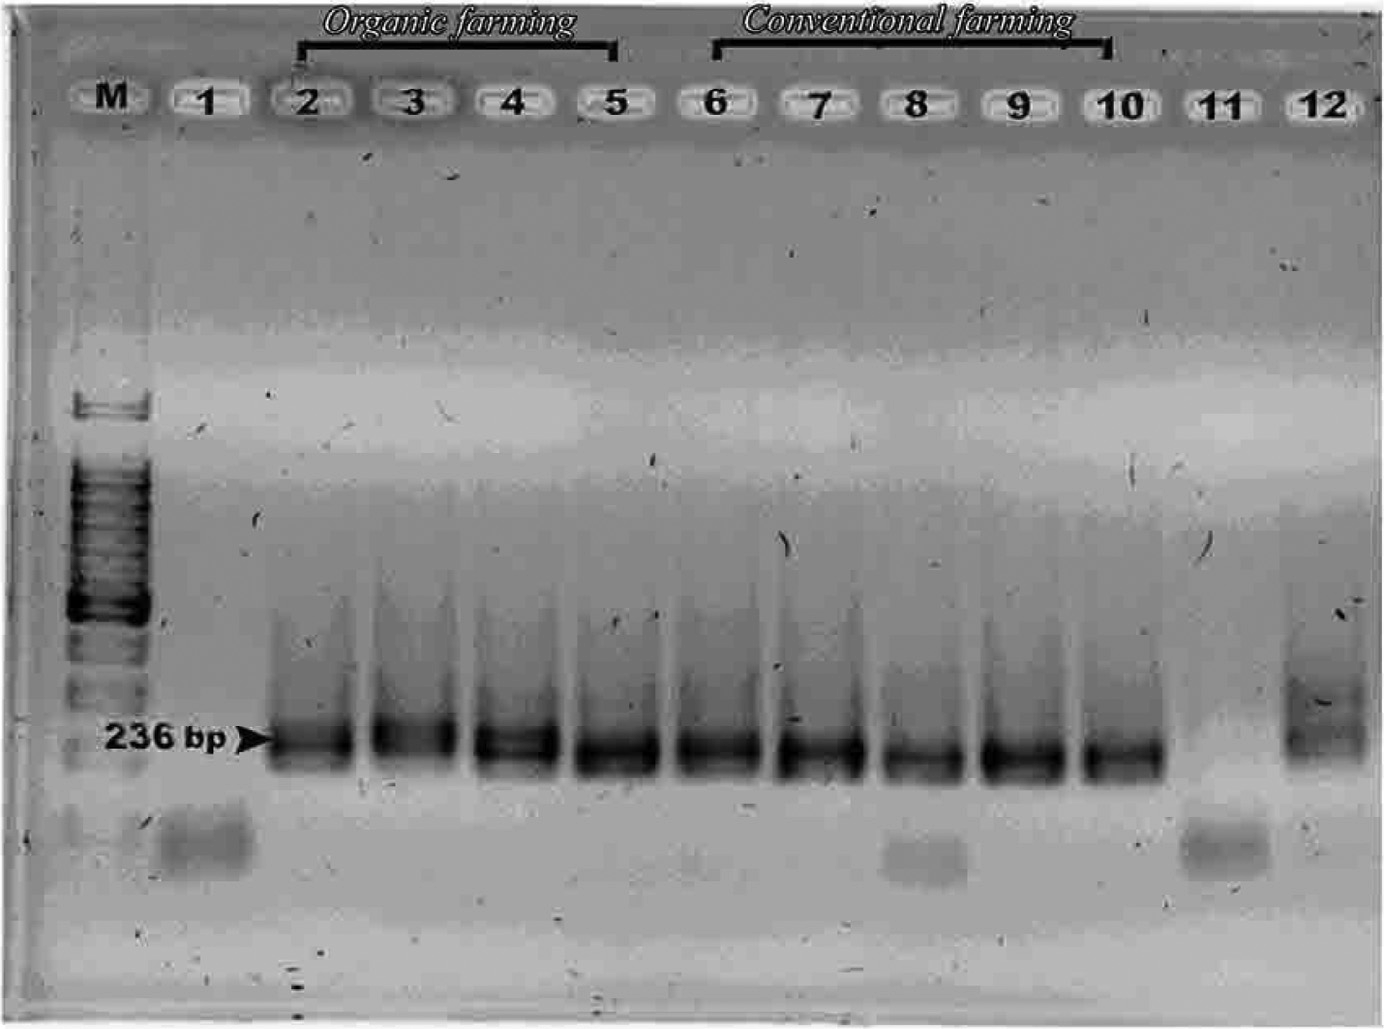 Organic farming Conventional farming
M 1 2 3 4 5 6 7 8 9 10 11 12
236 bp